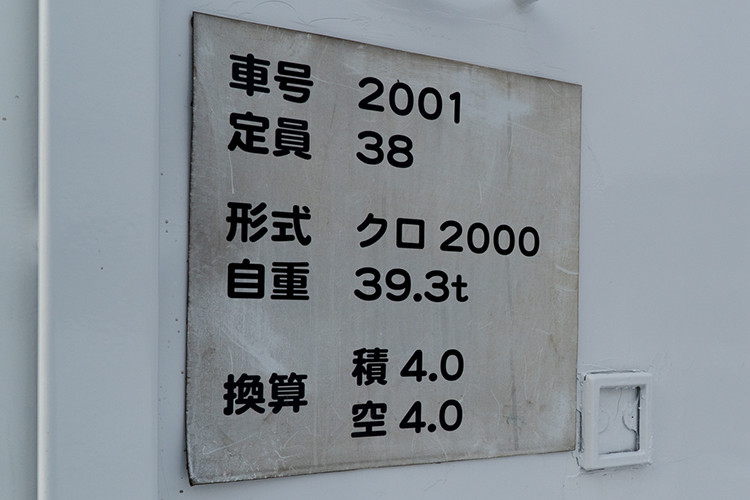 車号 2001
定員 38
形式 クロ 2000
自重 39.3t
換算 積 4.0
空 4.0